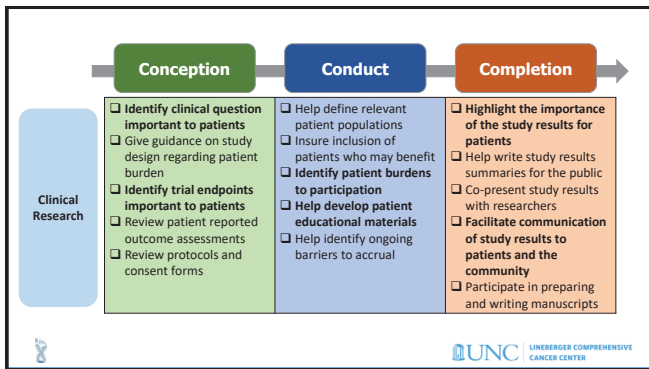 Conception
Conduct
Completion
Clinical
Research
❑ Identify clinical question
important to patients
❑ Give guidance on study
design regarding patient
burden
❑ Identify trial endpoints
important to patients
❑ Review patient reported
outcome assessments
❑ Review protocols and
consent forms
❑ Help define relevant
patient populations
❑ Insure inclusion of
patients who may benefit
❑ Identify patient burdens
to participation
❑ Help develop patient
educational materials
❑ Help identify ongoing
barriers to accrual
❑ Highlight the importance
of the study results for
patients
❑ Help write study results
summaries for the public
❑ Co-present study results
with researchers
❑ Facilitate communication
of study results to
patients and the
community
❑ Participate in preparing
and writing manuscripts
UNC
LINEBERGER COMPREHENSIVE
CANCER CENTER